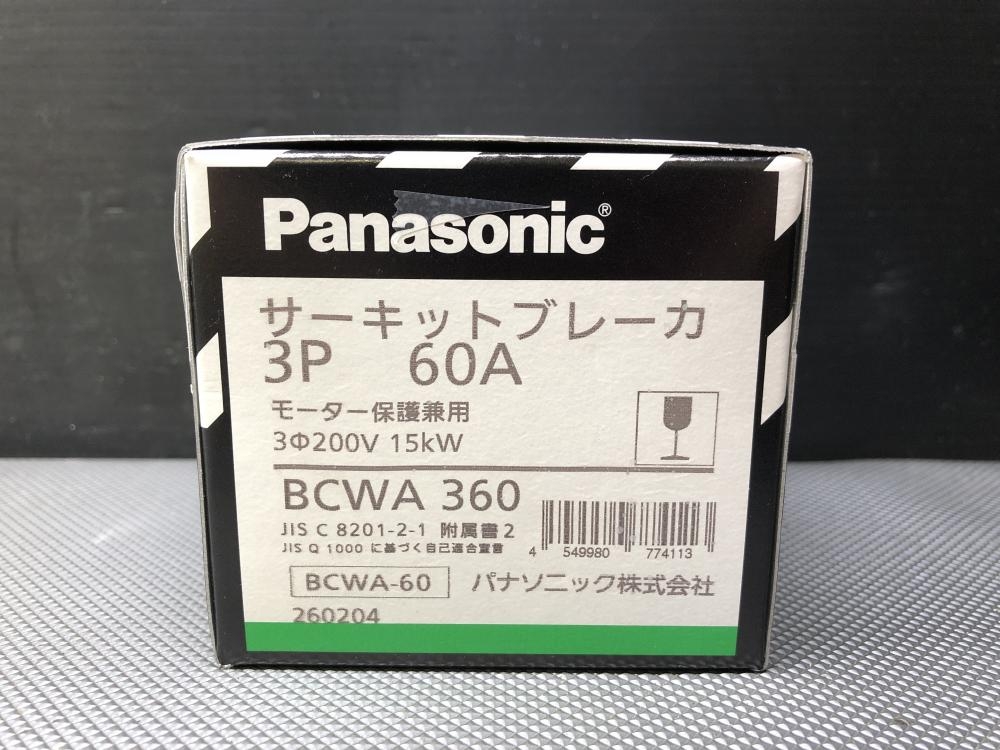 Panasonic®
サーキットブレーカ
3P 60A
モーター保護兼用
3Φ200V 15kW
BCWA 360
JIS C 8201-2-1 附属書2
JIS Q 1000 に基づく自己適合宣言
4 549980 774113
BCWA-60 パナソニック株式会社
260204